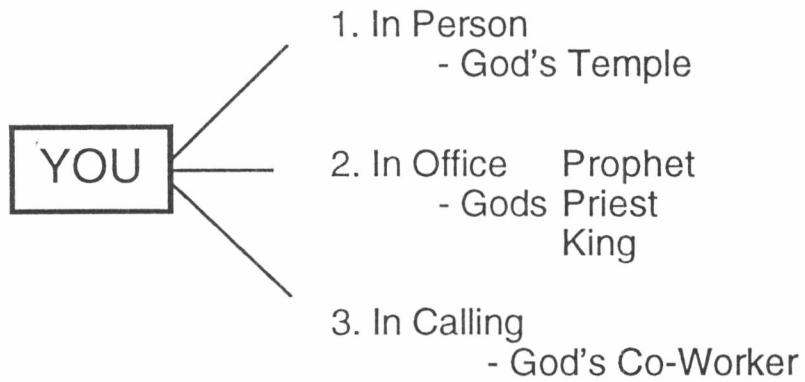 1. In Person
- God's Temple
YOU
2. In Office Prophet
- Gods Priest
King
3. In Calling
- God's Co-Worker